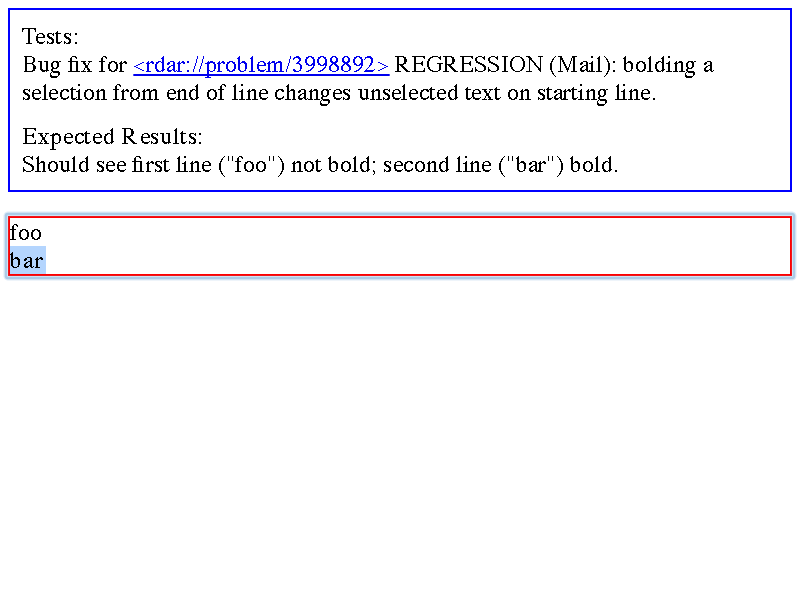 Tests:
Bug fix for <rdar://problem/3998892> REGRESSION (Mail): bolding a
selection from end of line changes unselected text on starting line.
Expected Results:
Should see first line ("foo") not bold; second line ("bar") bold.
foo
bar